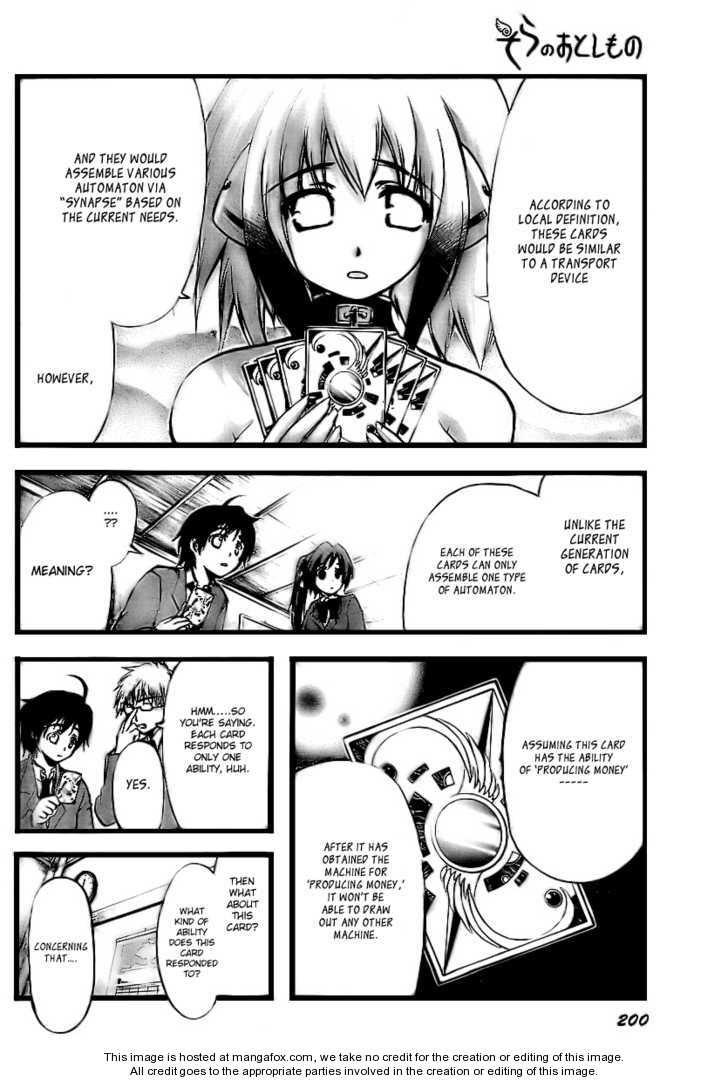 そらのおとしもの
ACCORDING TO
LOCAL DEFINITION,
THESE CARDS
WOULD BE SIMILAR
TO A TRANSPORT
DEVICE
AND THEY WOULD
ASSEMBLE VARIOUS
AUTOMATON VIA
"SYNAPSE" BASED ON
THE CURRENT NEEDS.
HOWEVER,
UNLIKE THE
CURRENT
GENERATION
OF CARDS,
EACH OF THESE
CARDS CAN ONLY
ASSEMBLE ONE TYPE
OF AUTOMATON.
....
??
MEANING?
ASSUMING THIS CARD
HAS THE ABILITY
OF 'PRODUCING MONEY'
-----
AFTER IT HAS
OBTAINED THE
MACHINE FOR
'PRODUCING MONEY,'
IT WON'T BE
ABLE TO DRAW
OUT ANY OTHER
MACHINE.
HMM.....SO
YOU'RE SAYING.
EACH CARD
RESPONDS TO
ONLY ONE
ABILITY, HUH.
YES.
THEN
WHAT
ABOUT
THIS
CARD?
WHAT
KIND OF
ABILITY
DOES THIS
CARD
RESPONDED
TO?
CONCERNING
THAT....
200
This image is hosted at mangafox.com, we take no credit for the creation or editing of this image.
All credit goes to the appropriate parties involved in the creation or editing of this image.